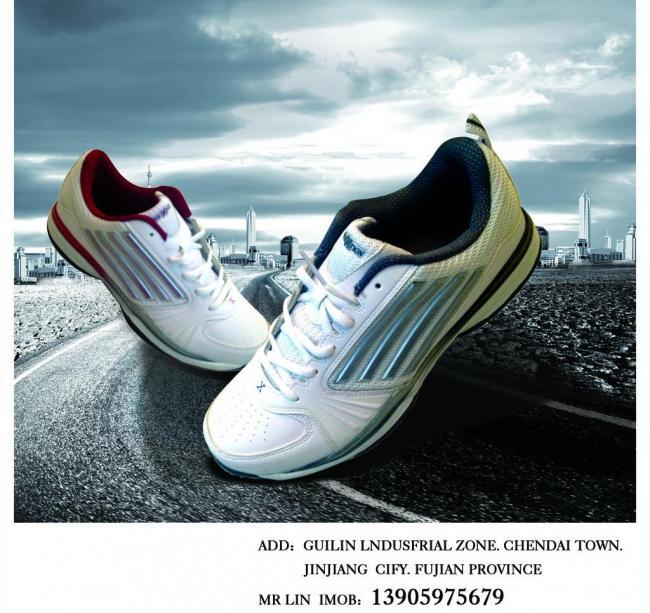 ADD: GUILIN LNDUSFRIAL ZONE. CHENDAI TOWN.
JINJIANG CIFY. FUJIAN PROVINCE
MR LIN IMOB: 13905975679